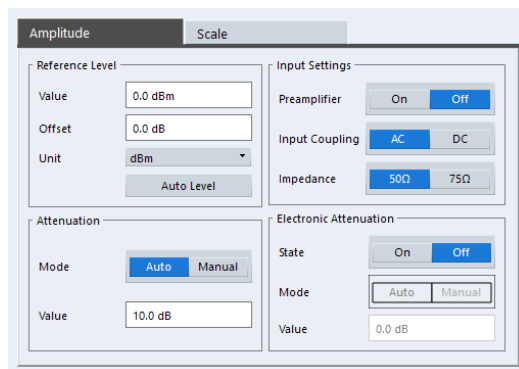 Amplitude
Scale
Reference Level
Value
0.0 dBm
Offset
0.0 dB
Unit
dBm
Auto Level
Input Settings
Preamplifier
On
Off
Input Coupling
AC
DC
Impedance
50Ω
75Ω
Attenuation
Mode
Auto
Manual
Value
10.0 dB
Electronic Attenuation
State
On
Off
Mode
Auto
Manual
Value
0.0 dB